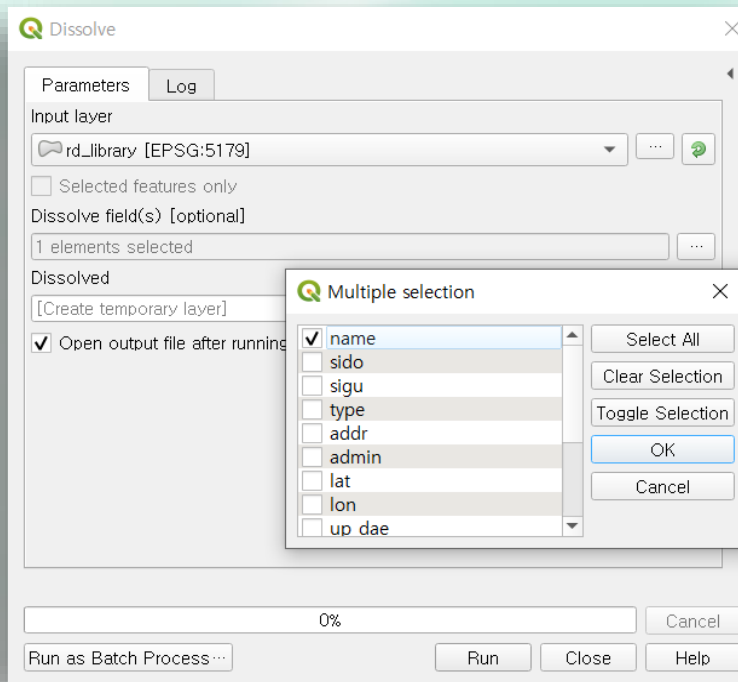 Dissolve
Parameters
Log
Input layer
rd_library [EPSG:5179]
...
Selected features only
Dissolve field(s) [optional]
1 elements selected
...
Dissolved
[Create temporary layer]
Open output file after running
Multiple selection
name
sido
sigu
type
addr
admin
lat
lon
up_dae
Select All
Clear Selection
Toggle Selection
OK
Cancel
0%
Cancel
Run as Batch Process...
Run
Close
Help